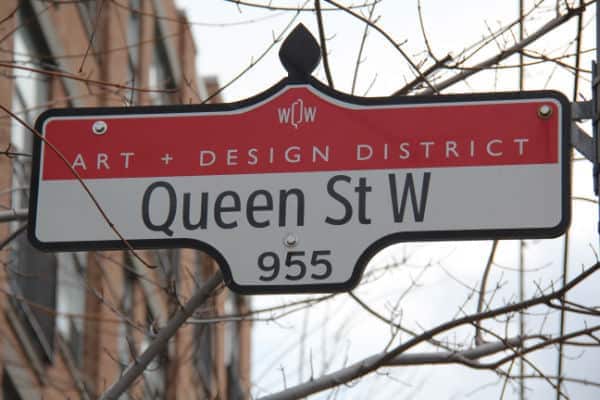 WQW
ART + DESIGN DISTRICT
Queen St W
955